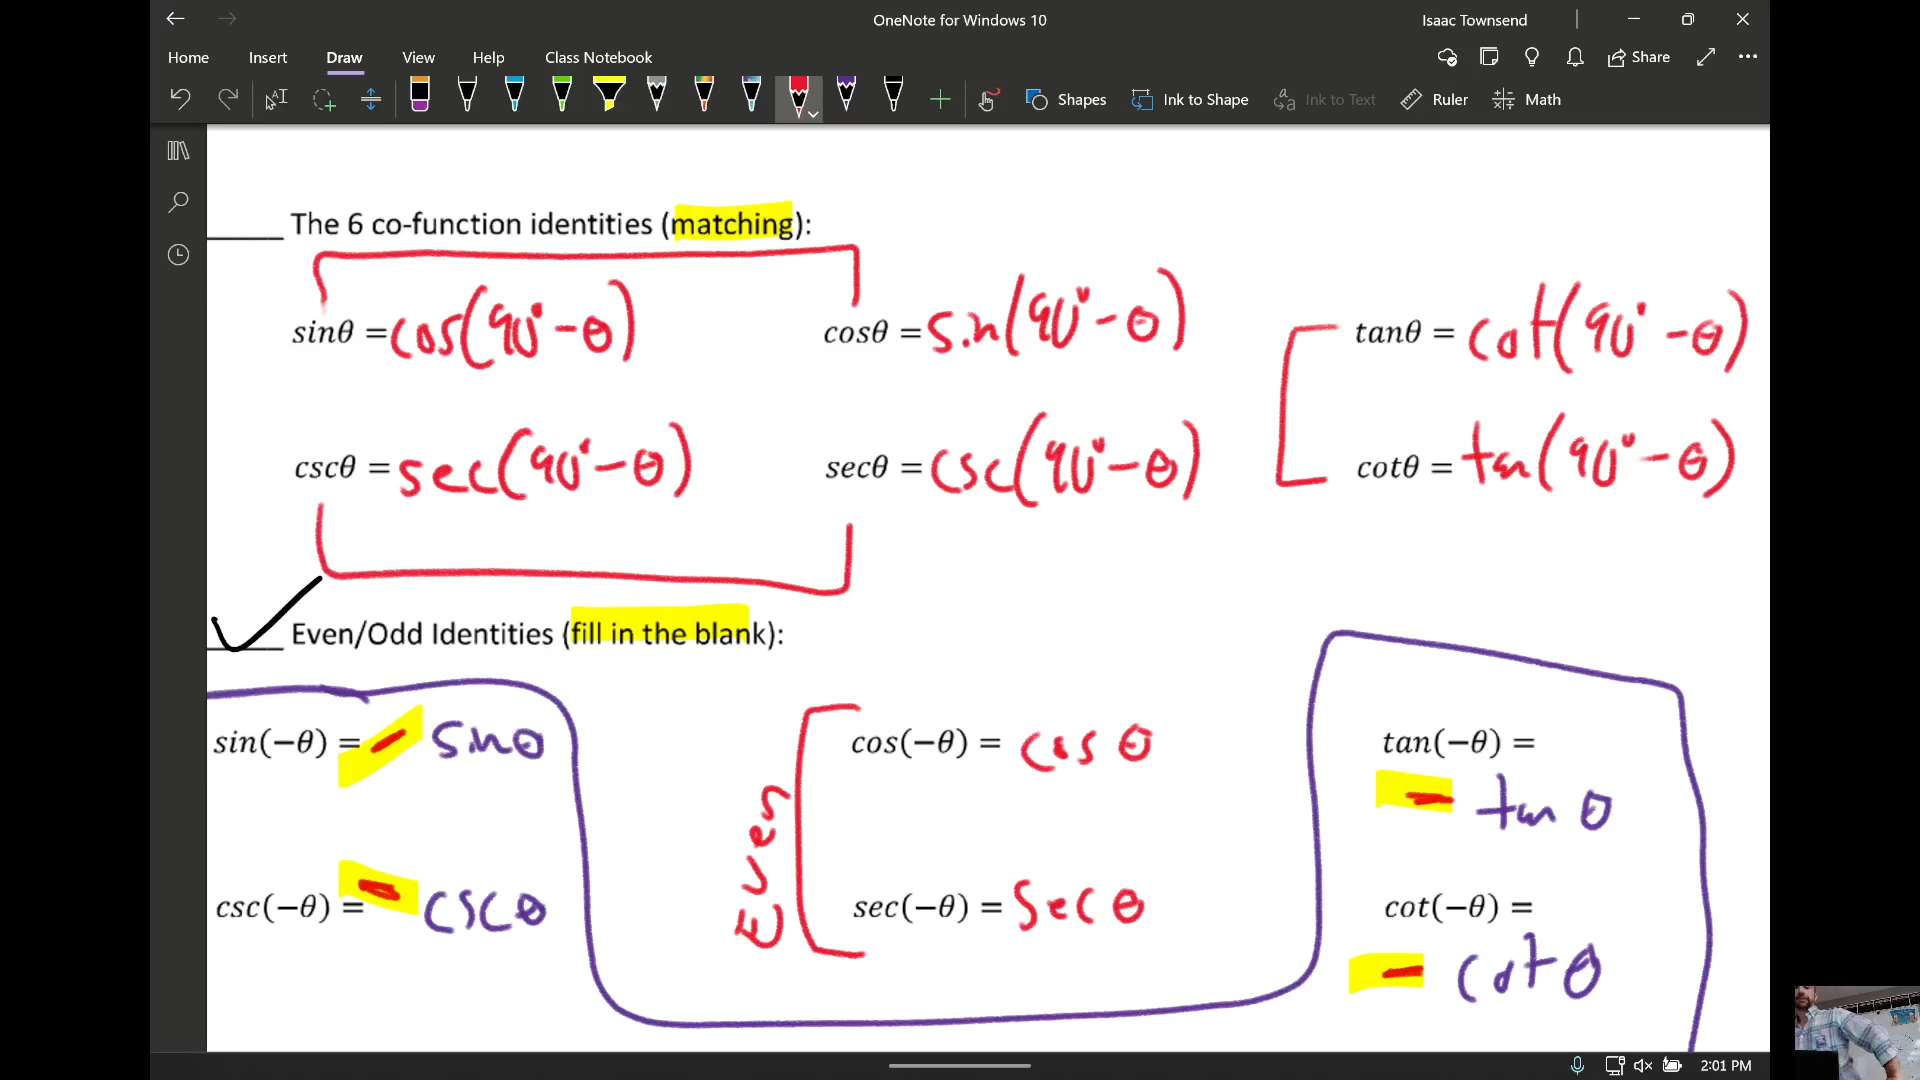 OneNote for Windows 10
Isaac Townsend
Home Insert Draw View Help Class Notebook
Share
Shapes Ink to Shape Ink to Text Ruler Math
The 6 co-function identities (matching):
sinθ = cos(90°-θ) cosθ = sin(90°-θ) tanθ = cot(90°-θ)
cscθ = sec(90°-θ) secθ = csc(90°-θ) cotθ = tan(90°-θ)
Even/Odd Identities (fill in the blank):
sin(−θ) = - sinθ cos(−θ) = cos θ tan(−θ) =
- tan θ
Even
csc(−θ) = - cscθ sec(−θ) = sec θ cot(−θ) =
- cot θ
2:01 PM